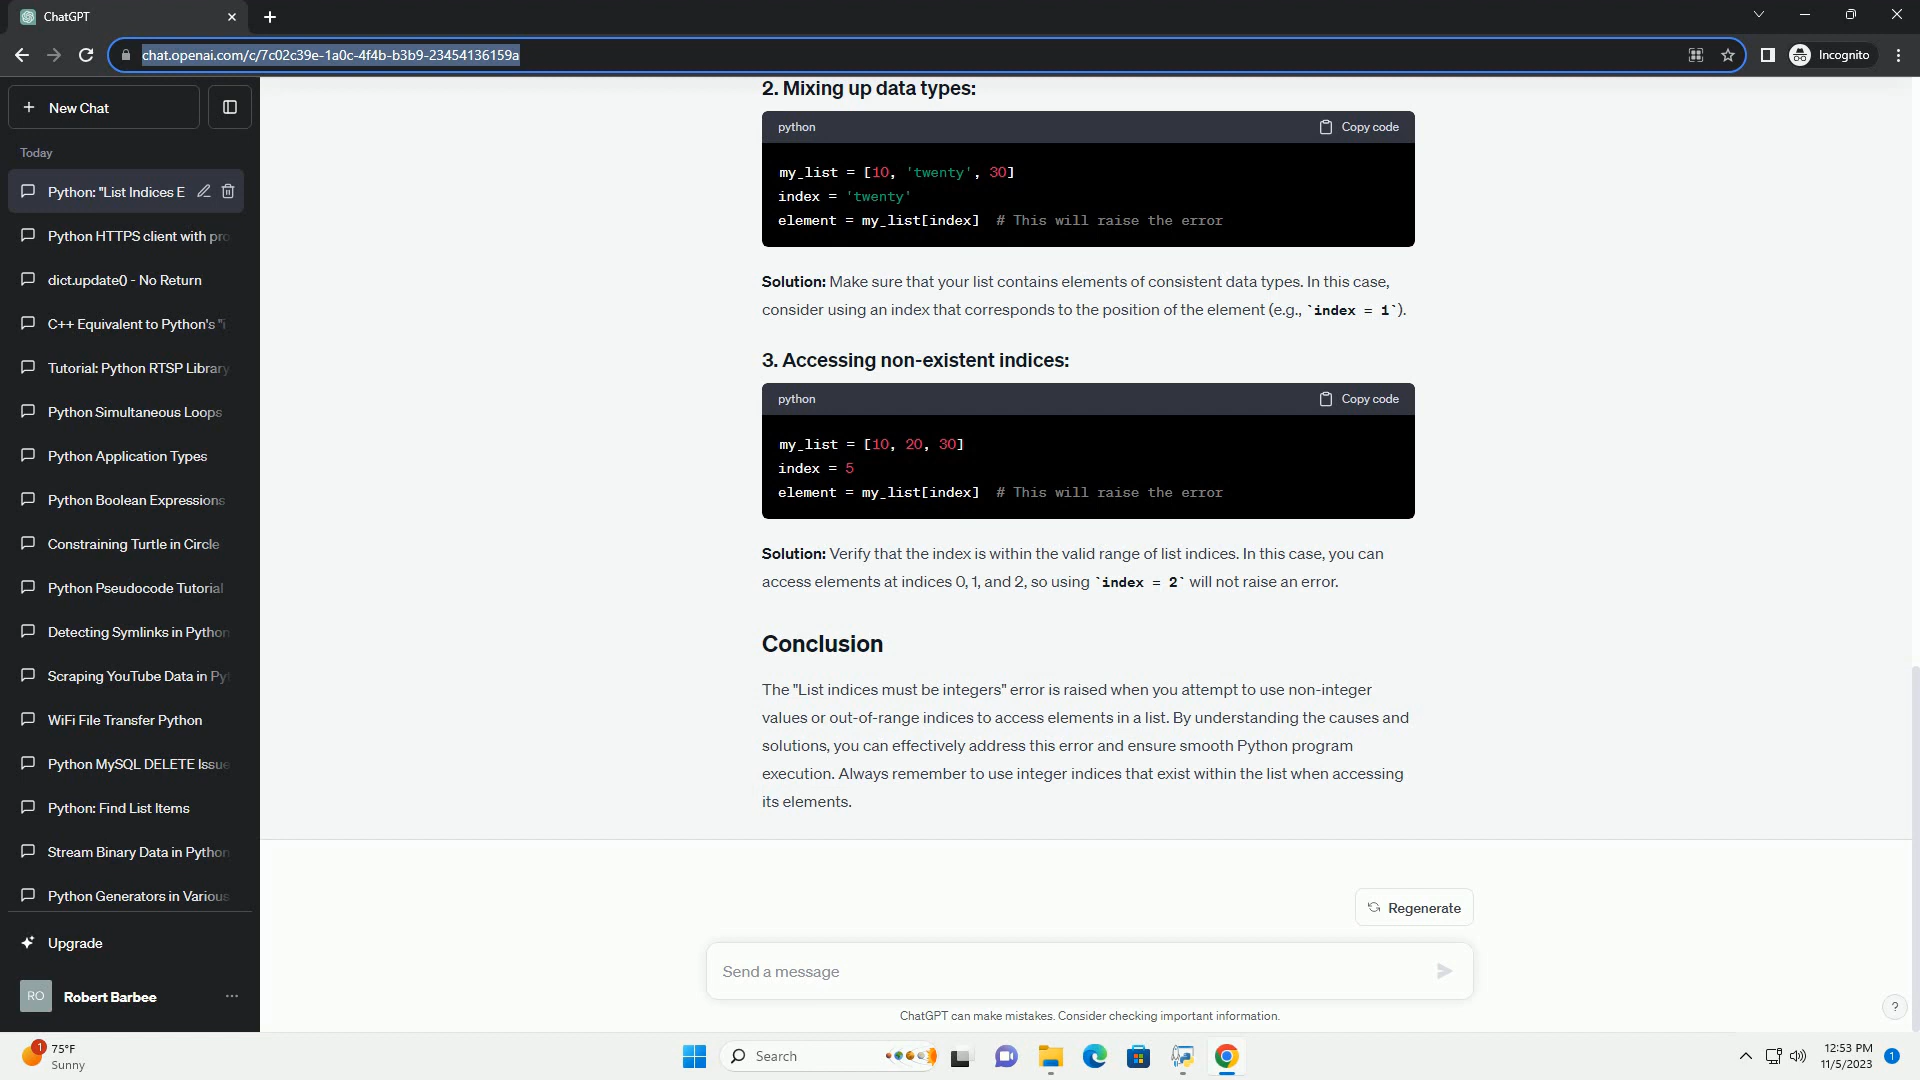 ChatGPT
chat.openai.com/c/7c02c39e-1a0c-4f4b-b3b9-23454136159a
Incognito
New Chat
Today
Python: "List Indices E
Python HTTPS client with pro
dict.update() - No Return
C++ Equivalent to Python's "i
Tutorial: Python RTSP Library
Python Simultaneous Loops
Python Application Types
Python Boolean Expressions
Constraining Turtle in Circle
Python Pseudocode Tutorial
Detecting Symlinks in Python
Scraping YouTube Data in Pyt
WiFi File Transfer Python
Python MySQL DELETE Issue
Python: Find List Items
Stream Binary Data in Python
Python Generators in Various
Upgrade
RO
Robert Barbee
2. Mixing up data types:
python
Copy code
my_list = [10, 'twenty', 30]
index = 'twenty'
element = my_list[index]  # This will raise the error
Solution: Make sure that your list contains elements of consistent data types. In this case,
consider using an index that corresponds to the position of the element (e.g., `index = 1`).
3. Accessing non-existent indices:
python
Copy code
my_list = [10, 20, 30]
index = 5
element = my_list[index]  # This will raise the error
Solution: Verify that the index is within the valid range of list indices. In this case, you can
access elements at indices 0, 1, and 2, so using `index = 2` will not raise an error.
Conclusion
The "List indices must be integers" error is raised when you attempt to use non-integer
values or out-of-range indices to access elements in a list. By understanding the causes and
solutions, you can effectively address this error and ensure smooth Python program
execution. Always remember to use integer indices that exist within the list when accessing
its elements.
Regenerate
Send a message
ChatGPT can make mistakes. Consider checking important information.
?
1
75°F
Sunny
Search
12:53 PM
11/5/2023
1